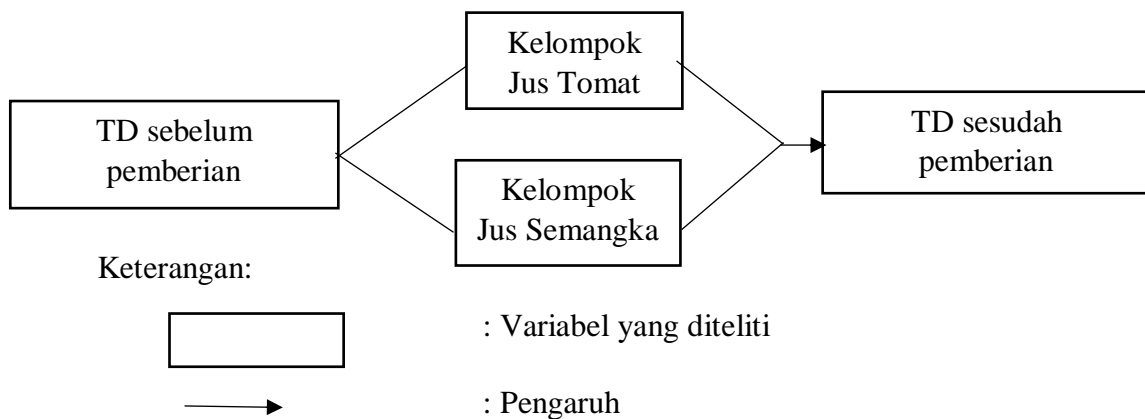 Kelompok
Jus Tomat
TD sebelum
pemberian
TD sesudah
pemberian
Kelompok
Jus Semangka
Keterangan:
: Variabel yang diteliti
: Pengaruh